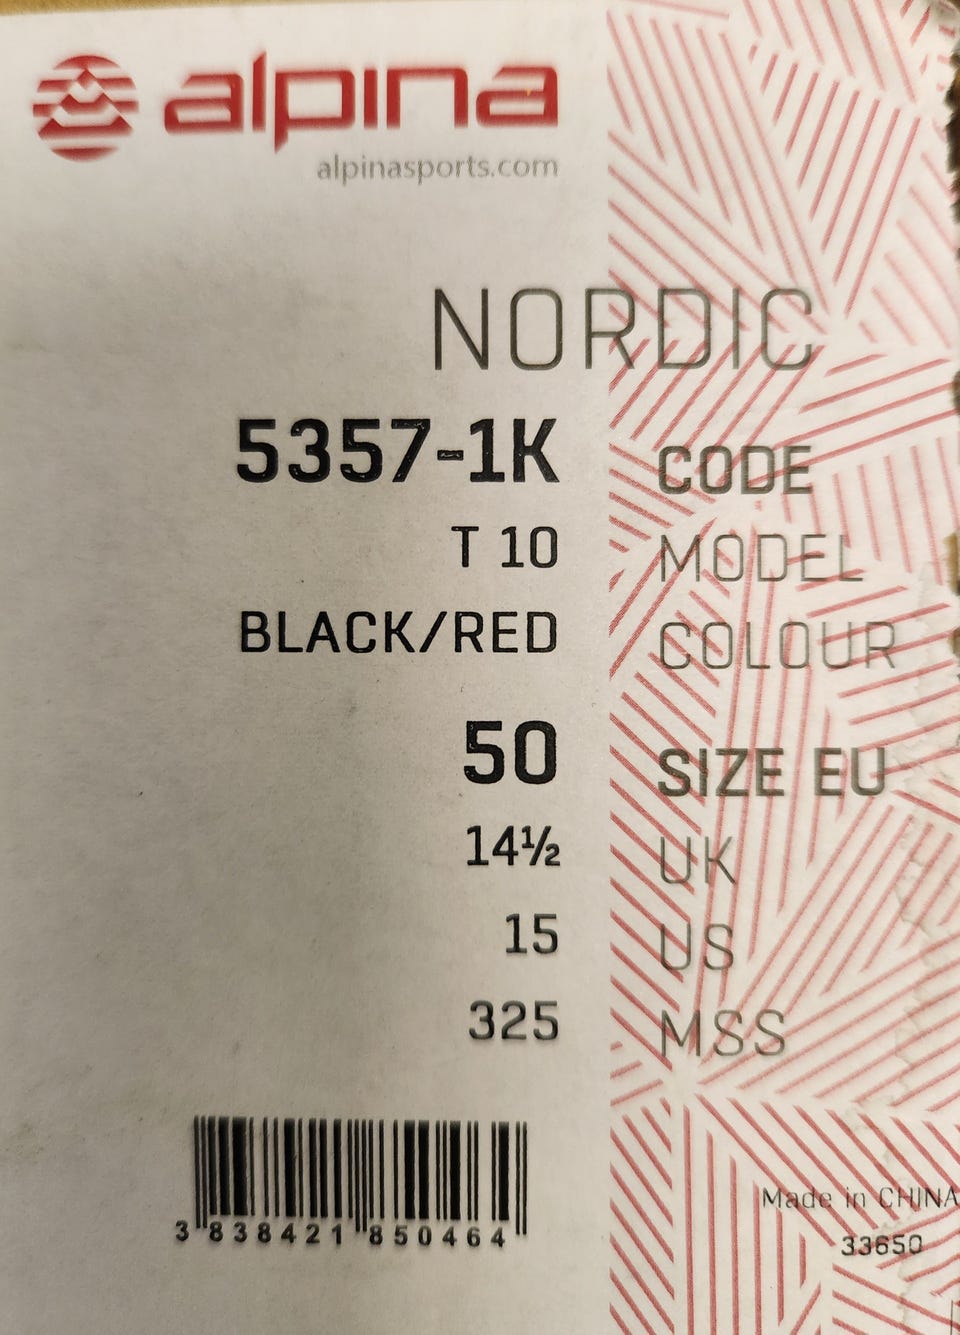 alpina
alpinasports.com
NORDIC
5357-1K CODE
T 10 MODEL
BLACK/RED COLOUR
50 SIZE EU
14½ UK
15 US
325 MSS
Made in CHINA
33650
3 838421 850464